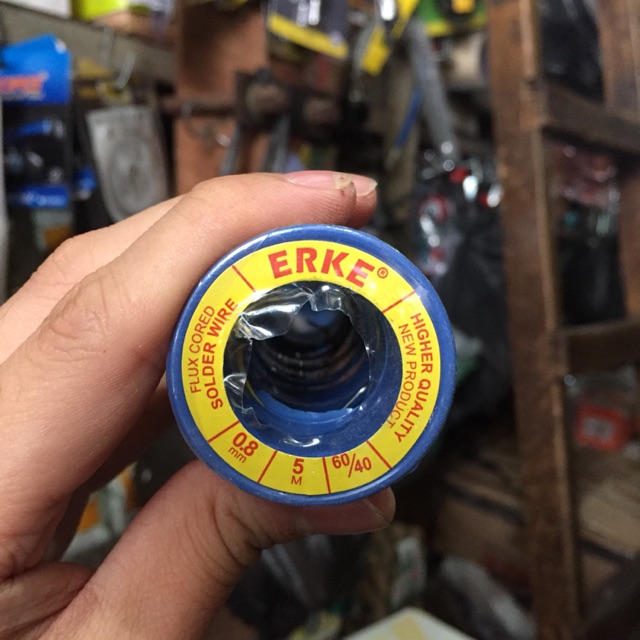 ERKE®
FLUX CORED
SOLDER WIRE
HIGHER QUALITY
NEW PRODUCT
0.8
mm
5
M
60/40